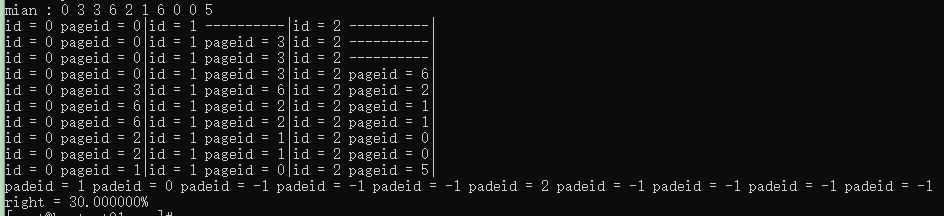 mian : 0 3 3 6 2 1 6 0 0 5
id = 0 pageid = 0|id = 1 ----------|id = 2 ----------|
id = 0 pageid = 0|id = 1 pageid = 3|id = 2 ----------|
id = 0 pageid = 0|id = 1 pageid = 3|id = 2 ----------|
id = 0 pageid = 0|id = 1 pageid = 3|id = 2 pageid = 6|
id = 0 pageid = 3|id = 1 pageid = 6|id = 2 pageid = 2|
id = 0 pageid = 6|id = 1 pageid = 2|id = 2 pageid = 1|
id = 0 pageid = 6|id = 1 pageid = 2|id = 2 pageid = 1|
id = 0 pageid = 2|id = 1 pageid = 1|id = 2 pageid = 0|
id = 0 pageid = 2|id = 1 pageid = 1|id = 2 pageid = 0|
id = 0 pageid = 1|id = 1 pageid = 0|id = 2 pageid = 5|
padeid = 1 padeid = 0 padeid = -1 padeid = -1 padeid = -1 padeid = 2 padeid = -1 padeid = -1 padeid = -1 padeid = -1
right = 30.000000%